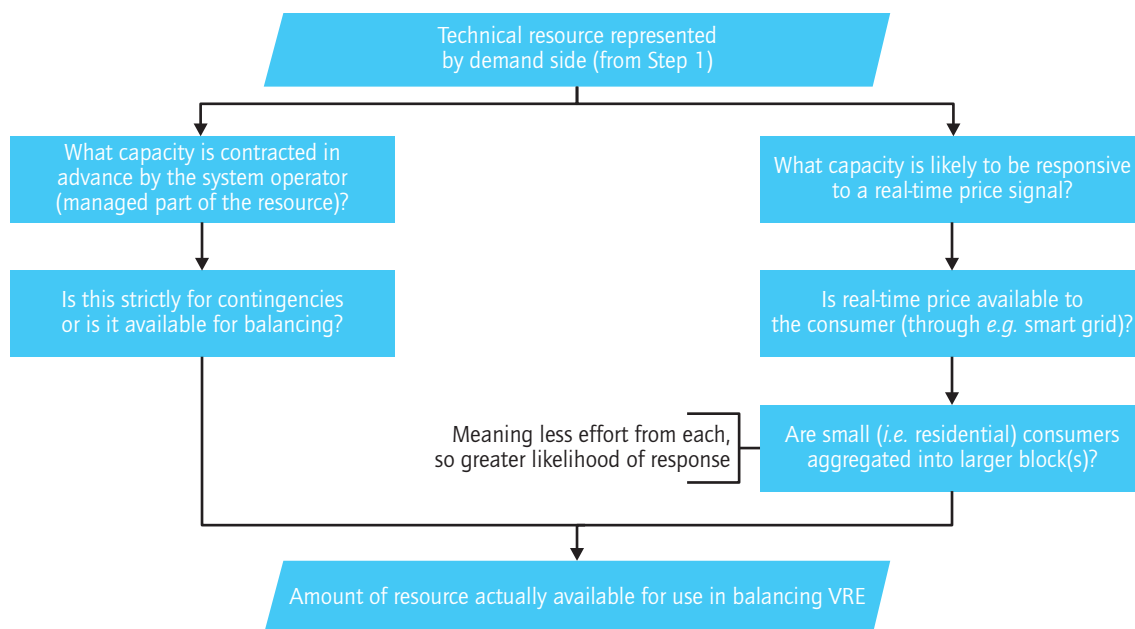 Technical resource represented
by demand side (from Step 1)
What capacity is contracted in
advance by the system operator
(managed part of the resource)?
What capacity is likely to be responsive
to a real-time price signal?
Is this strictly for contingencies
or is it available for balancing?
Is real-time price available to
the consumer (through e.g. smart grid)?
Meaning less effort from each,
so greater likelihood of response
Are small (i.e. residential) consumers
aggregated into larger block(s)?
Amount of resource actually available for use in balancing VRE